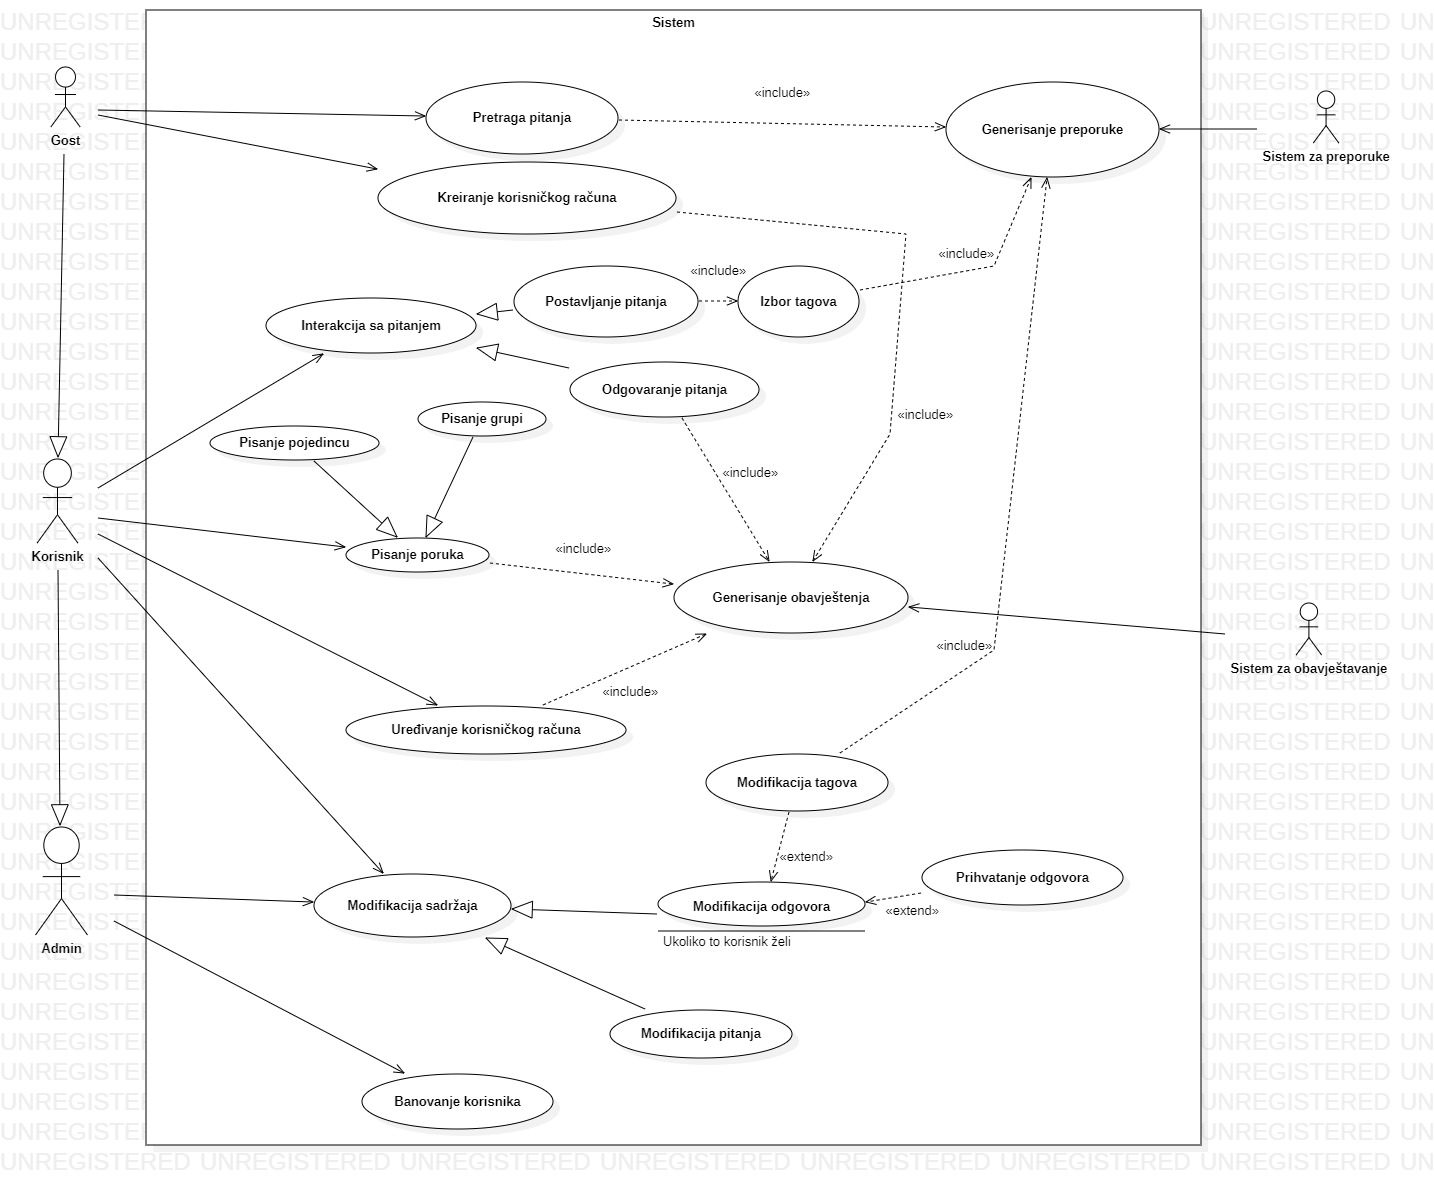 Sistem
Pretraga pitanja
«include»
Generisanje preporuke
Gost
Sistem za preporuke
Kreiranje korisničkog računa
«include»
«include»
Postavljanje pitanja
Izbor tagova
Interakcija sa pitanjem
Odgovaranje pitanja
«include»
Pisanje grupi
Pisanje pojedincu
«include»
Korisnik
Pisanje poruka
«include»
Generisanje obavještenja
«include»
Sistem za obavještavanje
«include»
Uređivanje korisničkog računa
Modifikacija tagova
«extend»
Prihvatanje odgovora
Modifikacija sadržaja
Modifikacija odgovora
«extend»
Ukoliko to korisnik želi
Admin
Modifikacija pitanja
Banovanje korisnika
UNREGISTERED UNREGISTERED UNREGISTERED UNREGISTERED UNREGISTERED UNREGISTERED UNREGISTERED UN